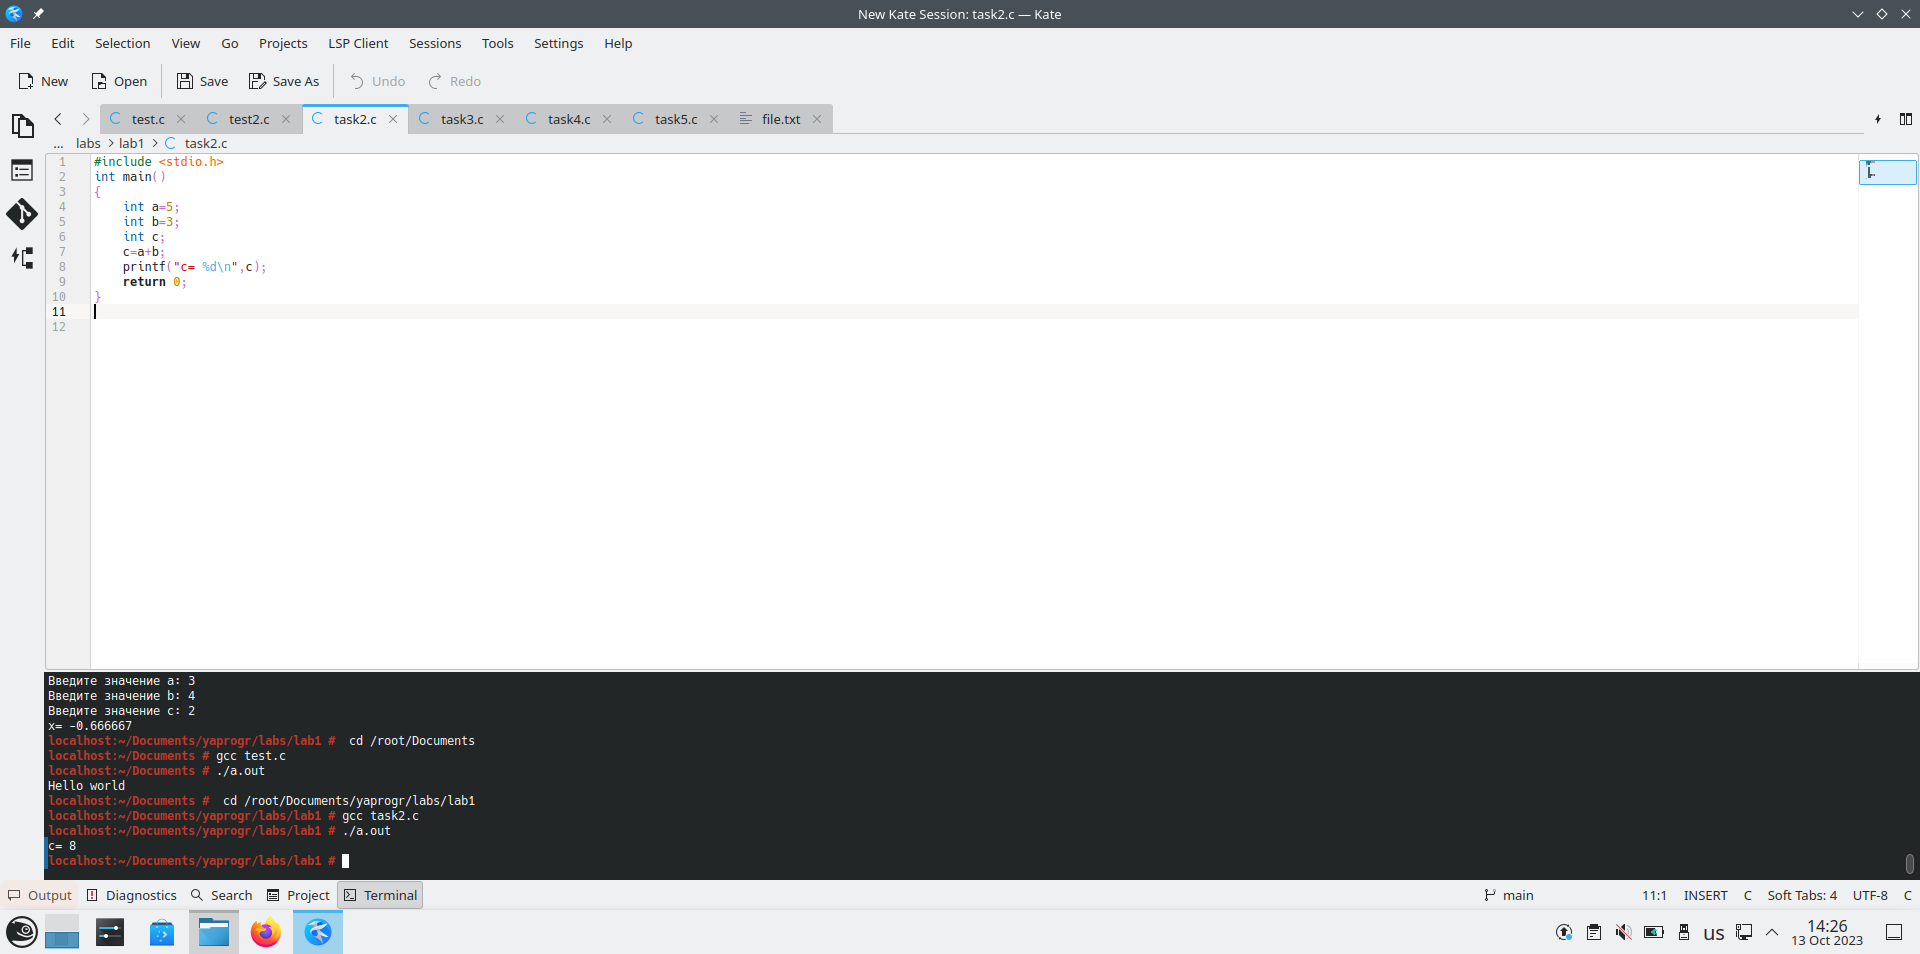 New Kate Session: task2.c — Kate
File Edit Selection View Go Projects LSP Client Sessions Tools Settings Help
New Open Save Save As Undo Redo
test.c test2.c task2.c task3.c task4.c task5.c file.txt
... labs > lab1 > task2.c
1 #include <stdio.h>
2 int main()
3 {
4     int a=5;
5     int b=3;
6     int c;
7     c=a+b;
8     printf("c= %d\n",c);
9     return 0;
10 }
11
12
Введите значение a: 3
Введите значение b: 4
Введите значение c: 2
x= -0.666667
localhost:~/Documents/yaprogr/labs/lab1 #  cd /root/Documents
localhost:~/Documents # gcc test.c
localhost:~/Documents # ./a.out
Hello world
localhost:~/Documents #  cd /root/Documents/yaprogr/labs/lab1
localhost:~/Documents/yaprogr/labs/lab1 # gcc task2.c
localhost:~/Documents/yaprogr/labs/lab1 # ./a.out
c= 8
localhost:~/Documents/yaprogr/labs/lab1 #
Output Diagnostics Search Project Terminal main 11:1 INSERT C Soft Tabs: 4 UTF-8 C
us 14:26
13 Oct 2023